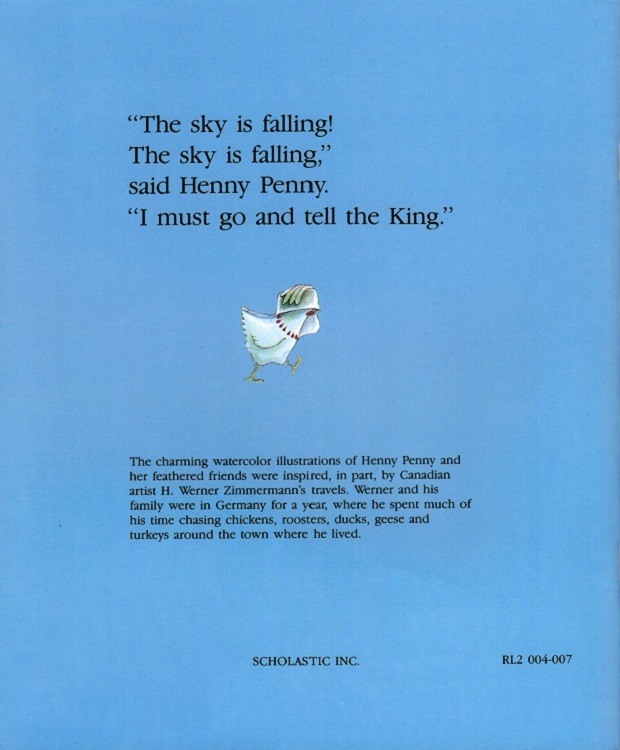 “The sky is falling!
The sky is falling,”
said Henny Penny.
“I must go and tell the King.”
The charming watercolor illustrations of Henny Penny and
her feathered friends were inspired, in part, by Canadian
artist H. Werner Zimmermann’s travels. Werner and his
family were in Germany for a year, where he spent much of
his time chasing chickens, roosters, ducks, geese and
turkeys around the town where he lived.
SCHOLASTIC INC.
RL2 004-007